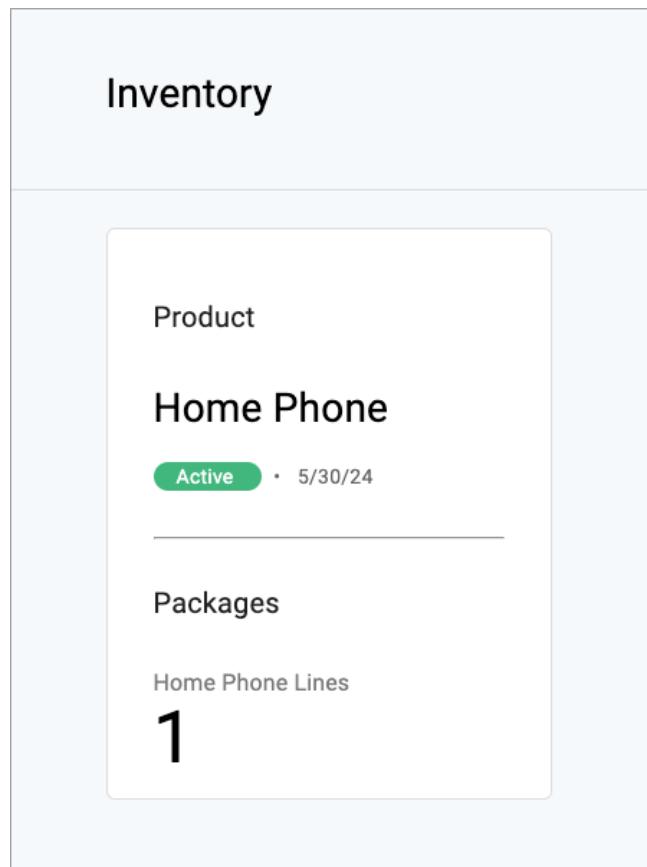 Inventory
Product
Home Phone
Active • 5/30/24
Packages
Home Phone Lines
1